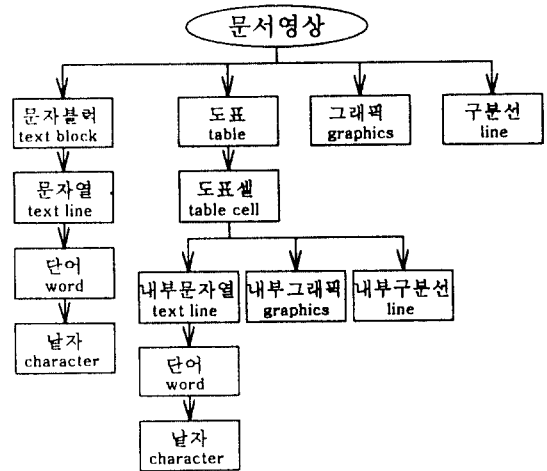 문서영상
문자블럭
text block
도표
table
그래픽
graphics
구분선
line
문자열
text line
도표셀
table cell
단어
word
내부문자열
text line
내부그래픽
graphics
내부구분선
line
낱자
character
단어
word
낱자
character